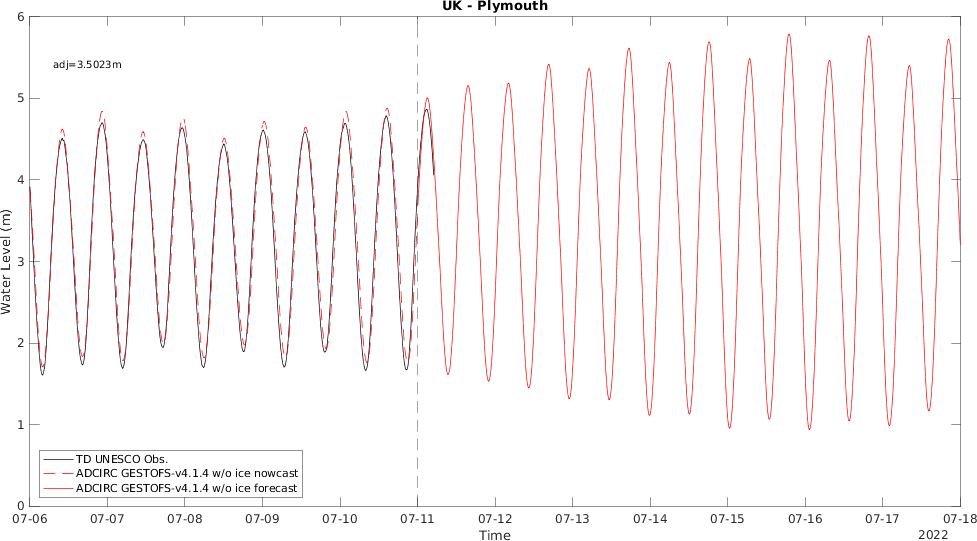 UK - Plymouth
adj=3.5023m
Water Level (m)
6
5
4
3
2
1
0
TD UNESCO Obs.
ADCIRC GESTOFS-v4.1.4 w/o ice nowcast
ADCIRC GESTOFS-v4.1.4 w/o ice forecast
07-06 07-07 07-08 07-09 07-10 07-11 07-12 07-13 07-14 07-15 07-16 07-17 07-18
Time
2022